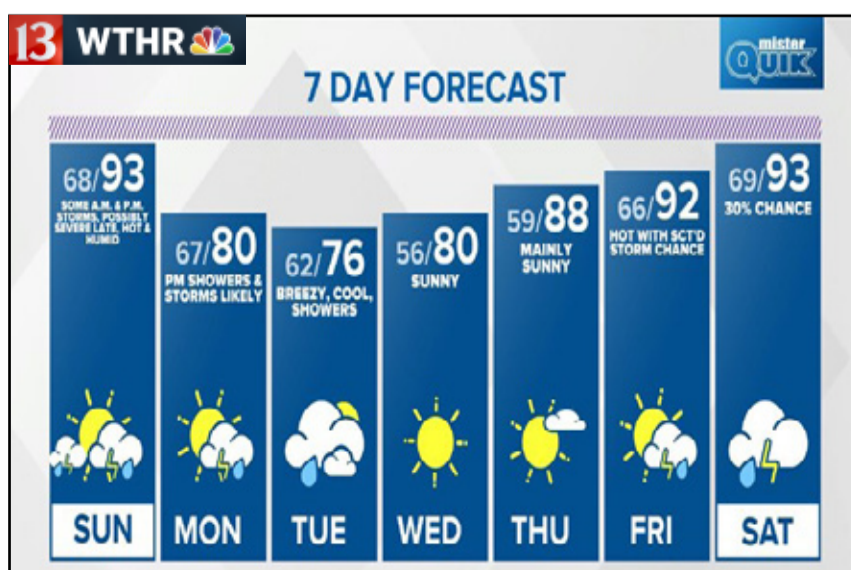 13 WTHR
mister
QUIK
7 DAY FORECAST
68/93
SOME A.M. & P.M.
STORMS, POSSIBLY
SEVERE LATE, HOT &
HUMID
SUN
67/80
PM SHOWERS &
STORMS LIKELY
MON
62/76
BREEZY, COOL,
SHOWERS
TUE
56/80
SUNNY
WED
59/88
MAINLY
SUNNY
THU
66/92
HOT WITH SCT'D
STORM CHANCE
FRI
69/93
30% CHANCE
SAT